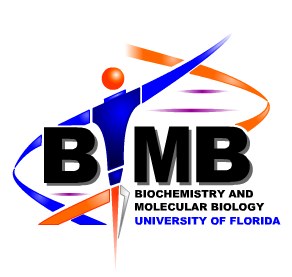 BMB
BIOCHEMISTRY AND
MOLECULAR BIOLOGY
UNIVERSITY OF FLORIDA